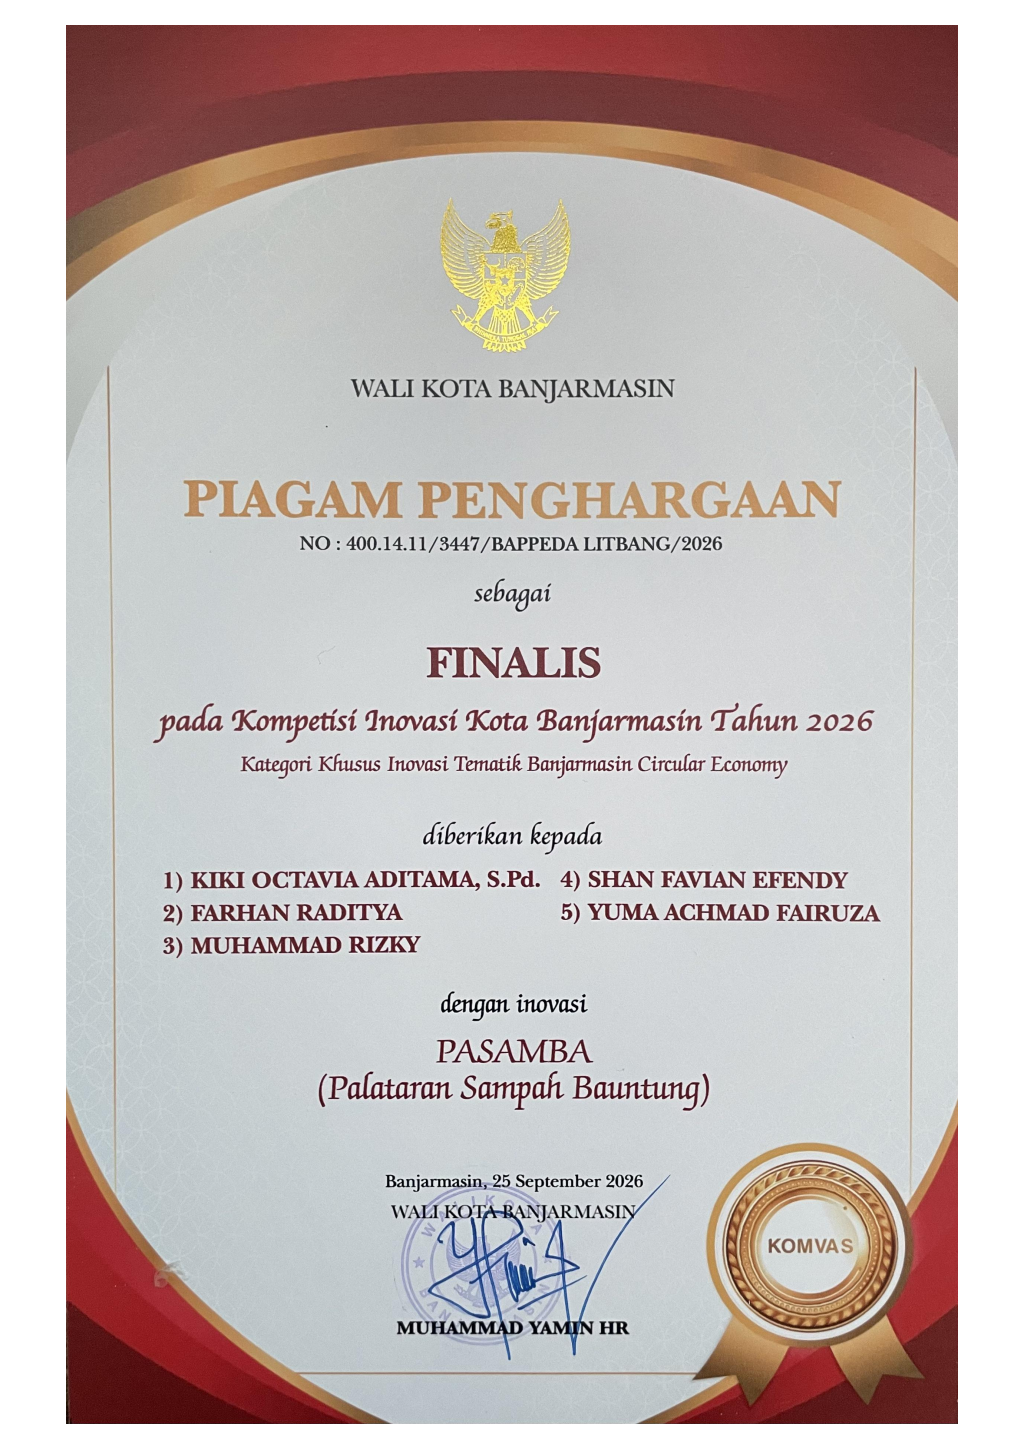 WALI KOTA BANJARMASIN
PIAGAM PENGHARGAAN
NO : 400.14.11/3447/BAPPEDA LITBANG/2026
sebagai
FINALIS
pada Kompetisi Inovasi Kota Banjarmasin Tahun 2026
Kategori Khusus Inovasi Tematik Banjarmasin Circular Economy
diberikan kepada
1) KIKI OCTAVIA ADITAMA, S.Pd.
2) FARHAN RADITYA
3) MUHAMMAD RIZKY
4) SHAN FAVIAN EFENDY
5) YUMA ACHMAD FAIRUZA
dengan inovasi
PASAMBA
(Palataran Sampah Bauntung)
Banjarmasin, 25 September 2026
WALI KOTA BANJARMASIN
WALIKOTA
MUHAMMAD YAMIN HR
KOMVAS